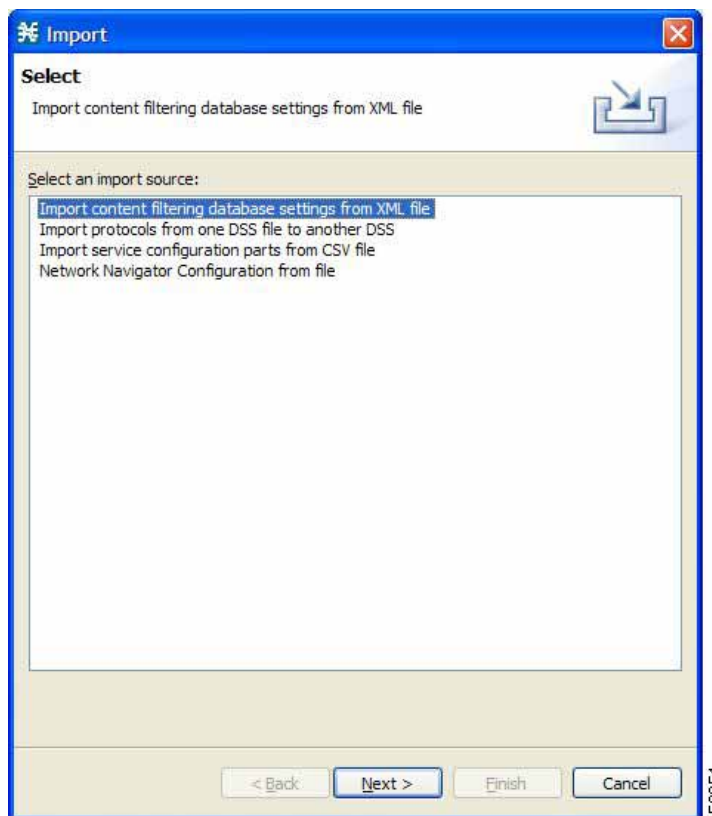 Import
Select
Import content filtering database settings from XML file
Select an import source:
Import content filtering database settings from XML file
Import protocols from one DSS file to another DSS
Import service configuration parts from CSV file
Network Navigator Configuration from file
< Back Next > Finish Cancel